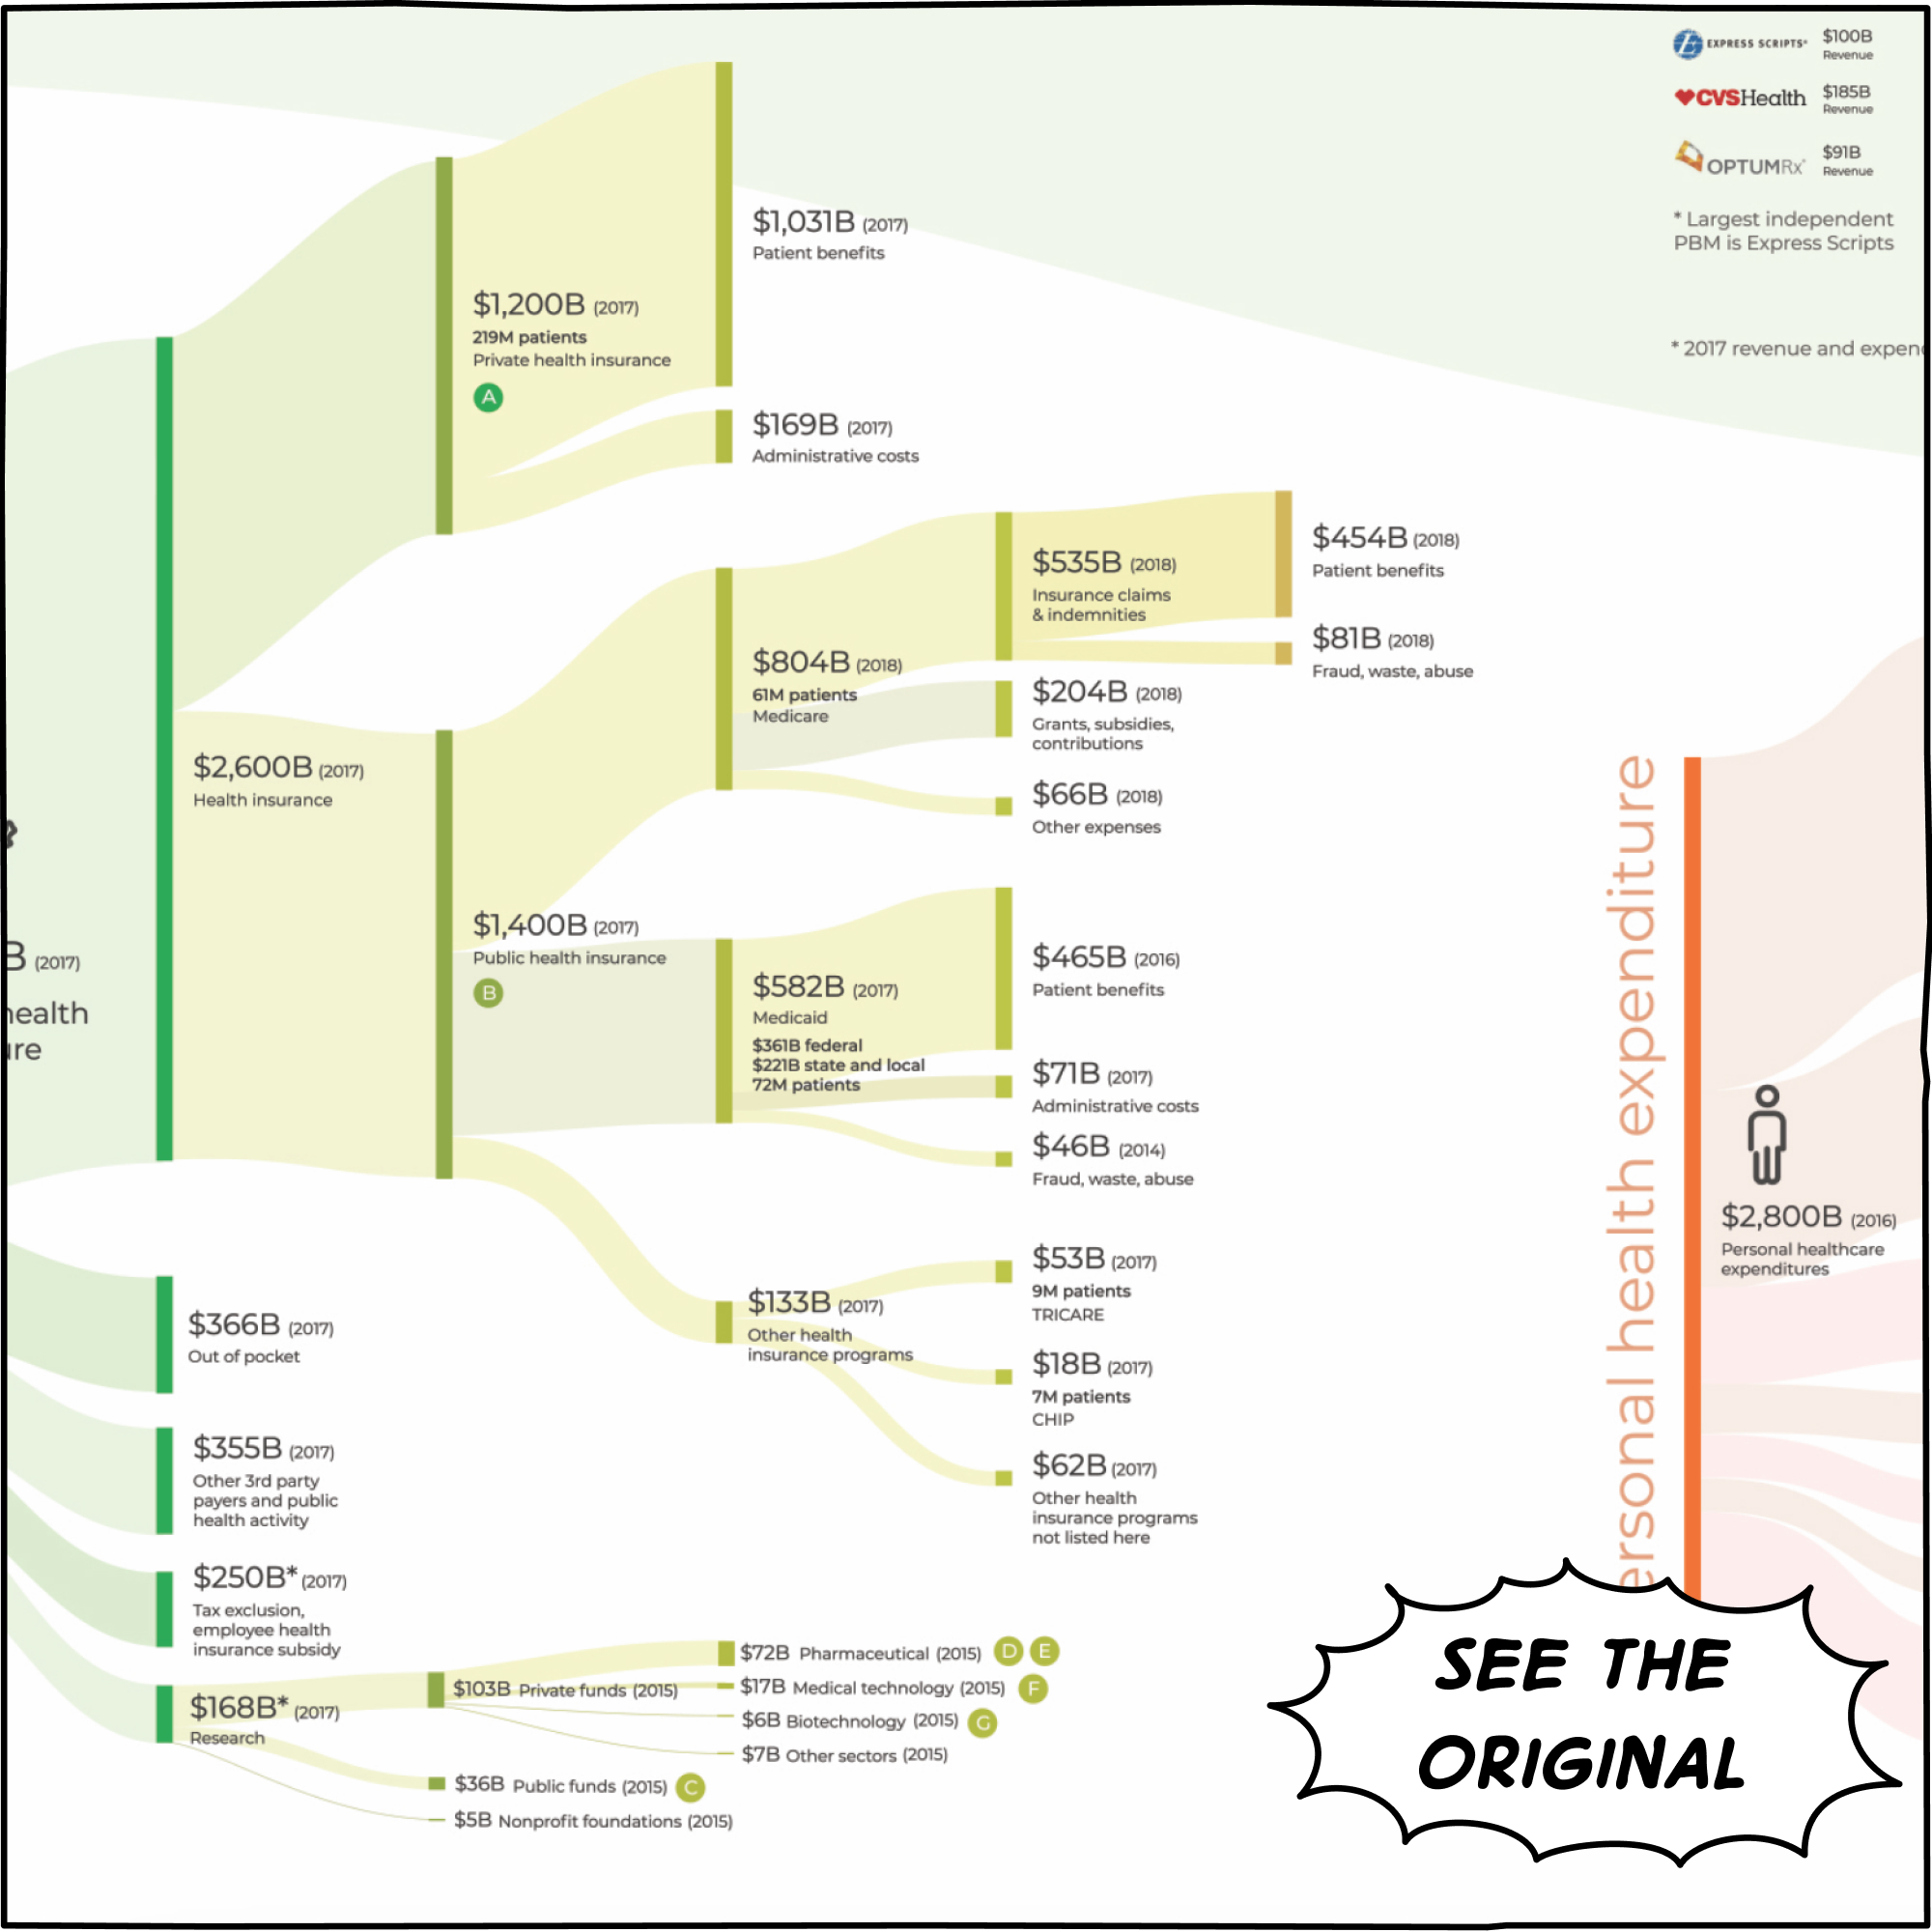 EXPRESS SCRIPTS®
$100B
Revenue
CVSHealth
$185B
Revenue
OPTUMRx®
$91B
Revenue
* Largest independent
PBM is Express Scripts
* 2017 revenue and
$1,031B (2017)
Patient benefits
$1,200B (2017)
219M patients
Private health insurance
A
$169B (2017)
Administrative costs
$454B (2018)
Patient benefits
$535B (2018)
Insurance claims
& indemnities
$81B (2018)
Fraud, waste, abuse
$804B (2018)
61M patients
Medicare
$204B (2018)
Grants, subsidies,
contributions
$66B (2018)
Other expenses
$2,600B (2017)
Health insurance
$1,400B (2017)
Public health insurance
B
B (2017)
health
$582B (2017)
Medicaid
$361B federal
$221B state and local
72M patients
$465B (2016)
Patient benefits
$71B (2017)
Administrative costs
$46B (2014)
Fraud, waste, abuse
$133B (2017)
Other health
insurance programs
$53B (2017)
9M patients
TRICARE
$18B (2017)
7M patients
CHIP
$62B (2017)
Other health
insurance programs
not listed here
health expenditure
$2,800B (2016)
Personal healthcare
expenditures
$366B (2017)
Out of pocket
$355B (2017)
Other 3rd party
payers and public
health activity
$250B* (2017)
Tax exclusion,
employee health
insurance subsidy
$168B* (2017)
Research
$103B Private funds (2015)
$72B Pharmaceutical (2015) D E
$17B Medical technology (2015) F
$6B Biotechnology (2015) G
$7B Other sectors (2015)
$36B Public funds (2015) C
$5B Nonprofit foundations (2015)
SEE THE
ORIGINAL